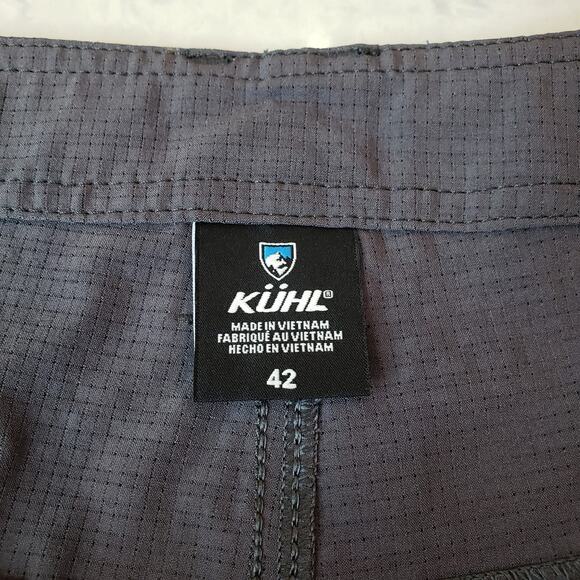 KÜHL®
MADE IN VIETNAM
FABRIQUÉ AU VIETNAM
HECHO EN VIETNAM
42